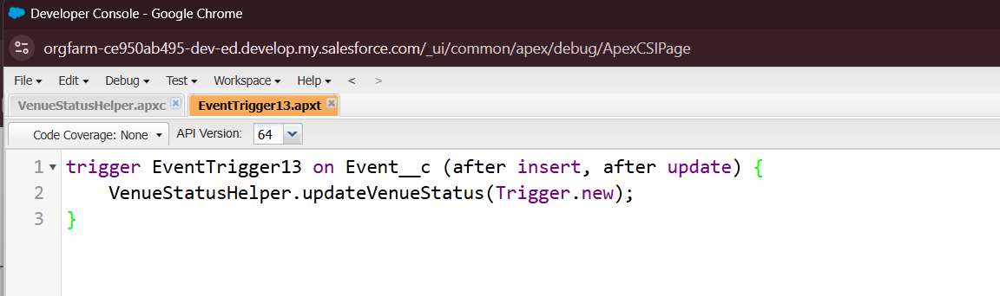 Developer Console - Google Chrome
orgfarm-ce950ab495-dev-ed.develop.my.salesforce.com/_ui/common/apex/debug/ApexCSIPage
File Edit Debug Test Workspace Help < >
VenueStatusHelper.apxc EventTrigger13.apxt
Code Coverage: None API Version: 64
1 trigger EventTrigger13 on Event__c (after insert, after update) {
2 VenueStatusHelper.updateVenueStatus(Trigger.new);
3 }